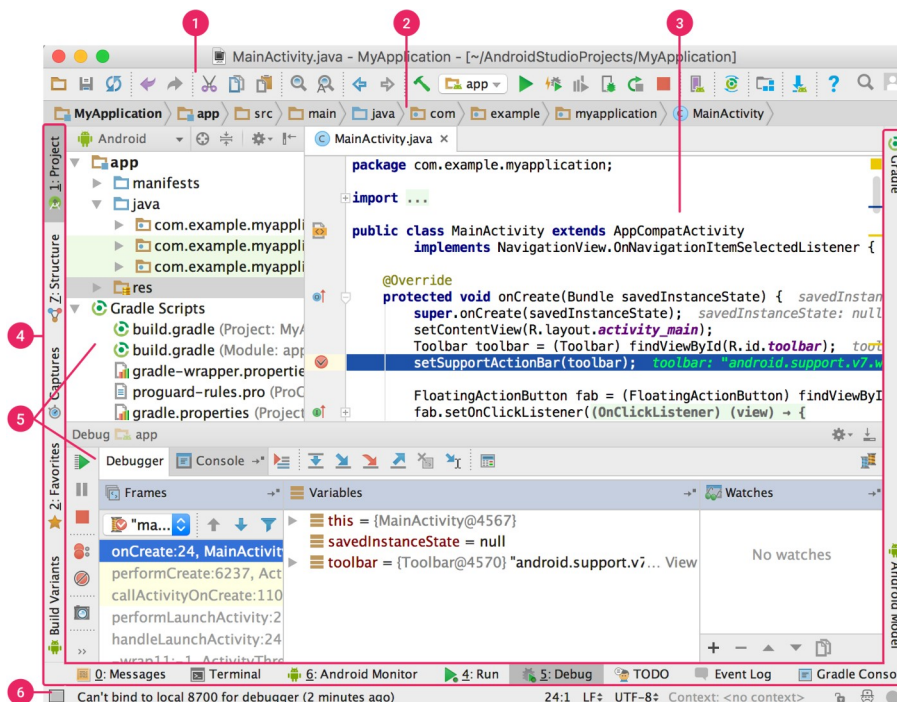 1 2 3
MainActivity.java - MyApplication - [~/AndroidStudioProjects/MyApplication]
app
MyApplication app src main java com example myapplication MainActivity
1: Project
Z: Structure
Captures
2: Favorites
Build Variants
4
5
6
Android
app
manifests
java
com.example.myappli
com.example.myappli
com.example.myappli
res
Gradle Scripts
build.gradle (Project: MyA
build.gradle (Module: app
gradle-wrapper.propertie
proguard-rules.pro (ProC
gradle.properties (Project
MainActivity.java
package com.example.myapplication;
import ...
public class MainActivity extends AppCompatActivity
implements NavigationView.OnNavigationItemSelectedListener {
@Override
protected void onCreate(Bundle savedInstanceState) { savedInstan
super.onCreate(savedInstanceState); savedInstanceState: null
setContentView(R.layout.activity_main);
Toolbar toolbar = (Toolbar) findViewById(R.id.toolbar); tool
setSupportActionBar(toolbar); toolbar: "android.support.v7.w
FloatingActionButton fab = (FloatingActionButton) findViewByI
fab.setOnClickListener((OnClickListener) (view) → {
Gradle
Android Model
Debug app
Debugger Console
Frames
"ma...
onCreate:24, MainActivit
performCreate:6237, Act
callActivityOnCreate:110
performLaunchActivity:2
handleLaunchActivity:24
-wrap11:-1, ActivityThre
Variables
this = {MainActivity@4567}
savedInstanceState = null
toolbar = {Toolbar@4570} "android.support.v7... View
Watches
No watches
0: Messages Terminal 6: Android Monitor 4: Run 5: Debug TODO Event Log Gradle Conso
Can't bind to local 8700 for debugger (2 minutes ago) 24:1 LF UTF-8 Context: <no context>